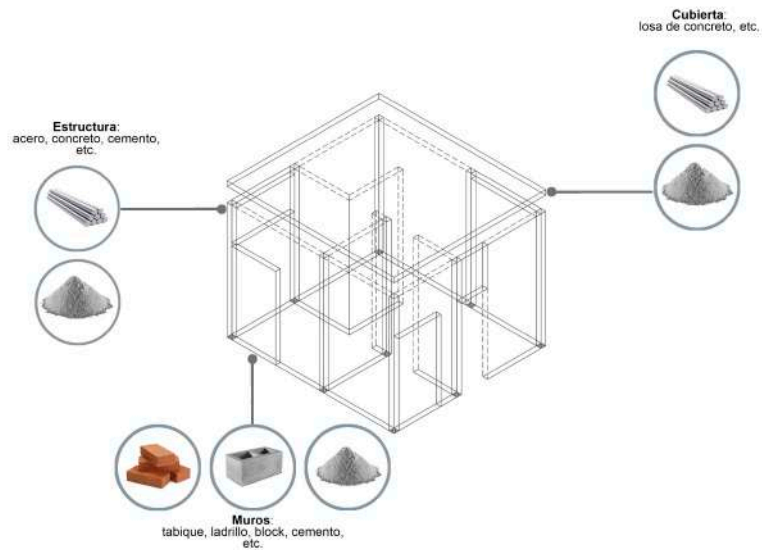 Cubierta:
losa de concreto, etc.
Estructura:
acero, concreto, cemento,
etc.
Muros:
tabique, ladrillo, block, cemento,
etc.